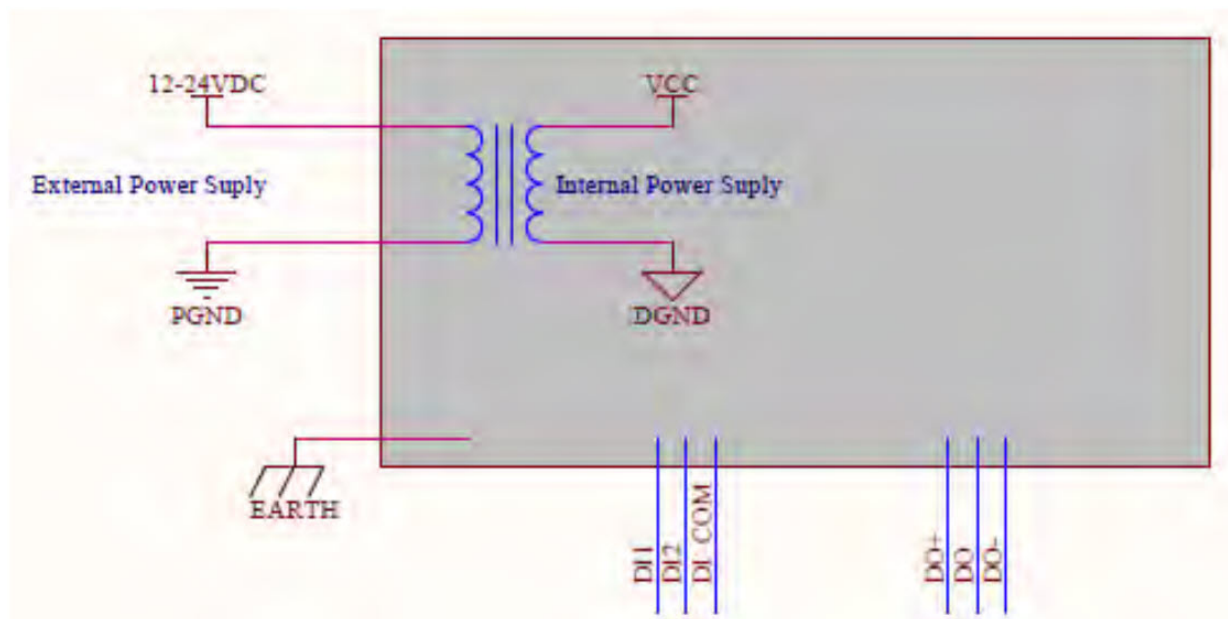 12-24VDC
VCC
External Power Suply
Internal Power Suply
PGND
DGND
EARTH
DI1
DI2
DI_COM
DO+
DO
DO-